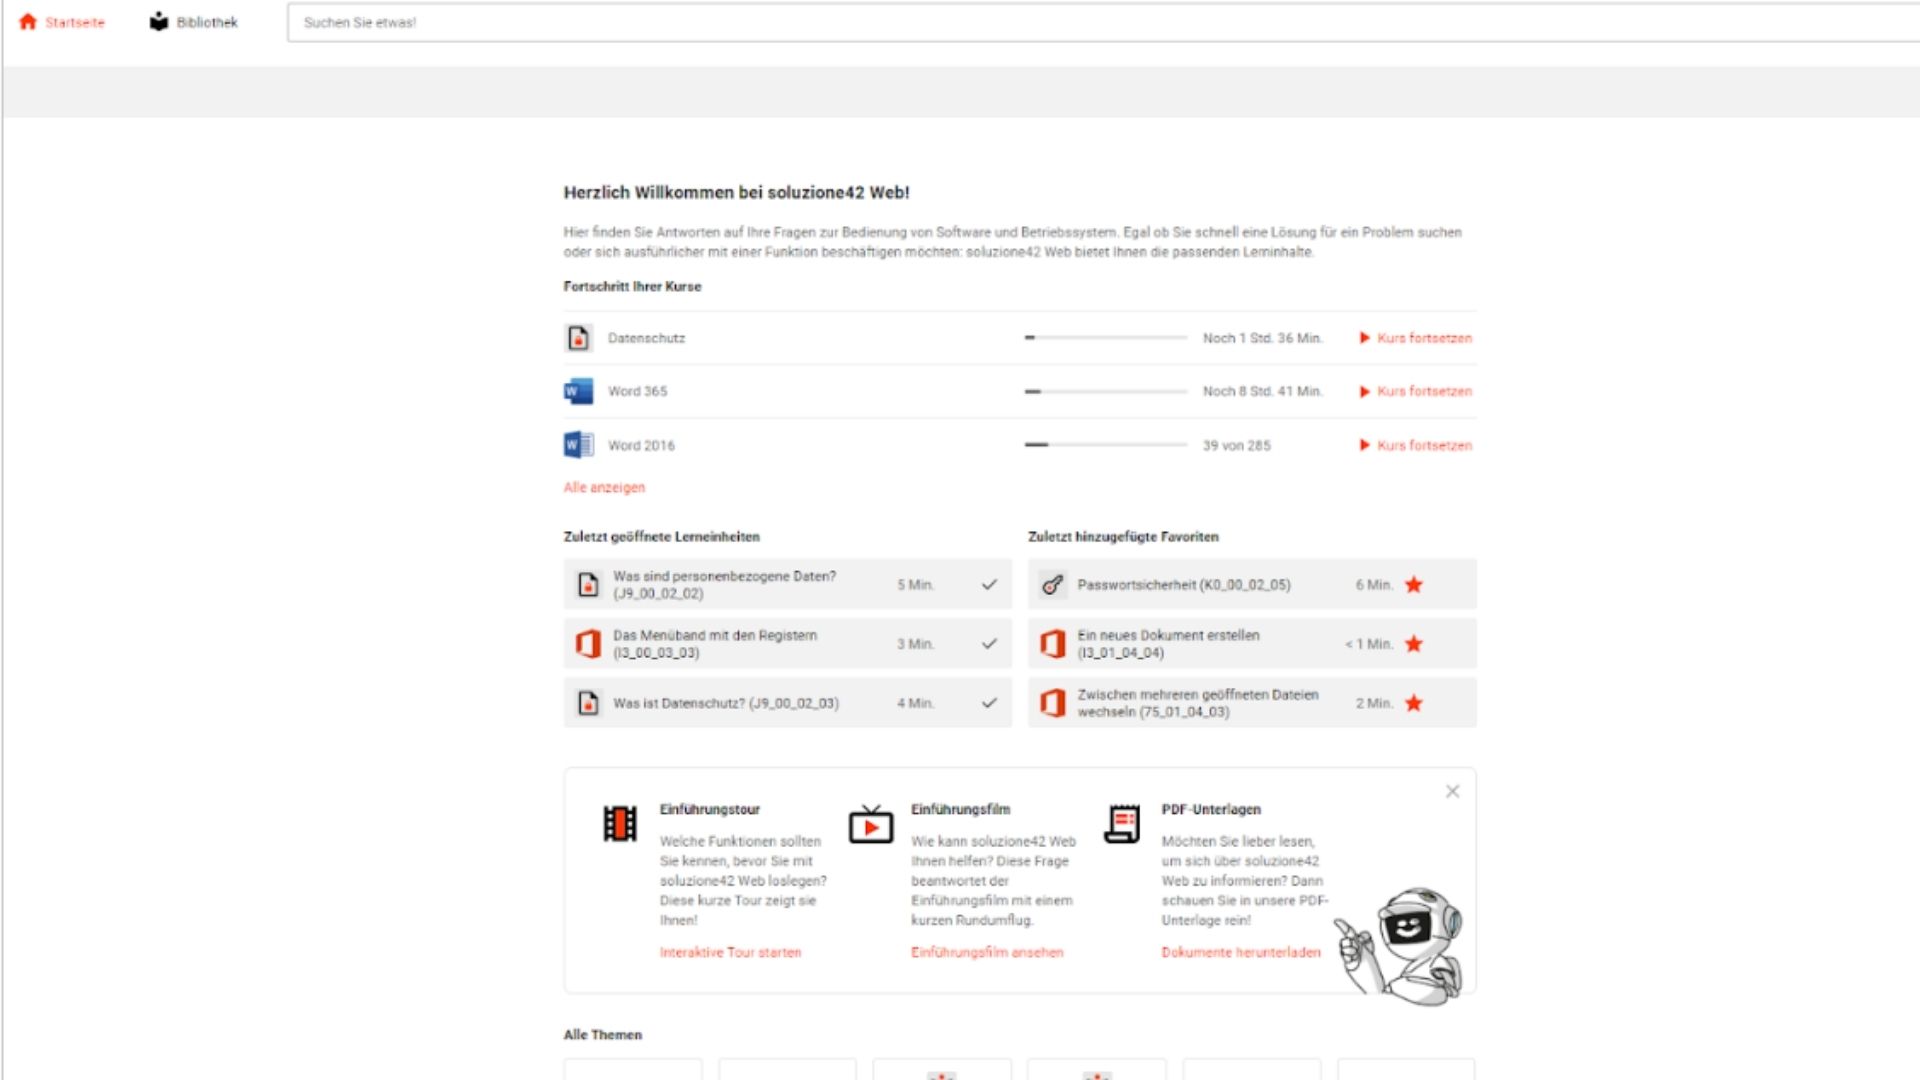 Startseite
Bibliothek
Suchen Sie etwas!
Herzlich Willkommen bei soluzione42 Web!
Hier finden Sie Antworten auf Ihre Fragen zur Bedienung von Software und Betriebssystem. Egal ob Sie schnell eine Lösung für ein Problem suchen
oder sich ausführlicher mit einer Funktion beschäftigen möchten: soluzione42 Web bietet Ihnen die passenden Lerninhalte.
Fortschritt Ihrer Kurse
Datenschutz Noch 1 Std. 36 Min. Kurs fortsetzen
Word 365 Noch 8 Std. 41 Min. Kurs fortsetzen
Word 2016 39 von 285 Kurs fortsetzen
Alle anzeigen
Zuletzt geöffnete Lerneinheiten
Was sind personenbezogene Daten?
(J9_00_02_02)
5 Min.
Das Menüband mit den Registern
(I3_00_03_03)
3 Min.
Was ist Datenschutz? (J9_00_02_03) 4 Min.
Zuletzt hinzugefügte Favoriten
Passwortsicherheit (K0_00_02_05) 6 Min.
Ein neues Dokument erstellen
(I3_01_04_04)
< 1 Min.
Zwischen mehreren geöffneten Dateien
wechseln (75_01_04_03)
2 Min.
Einführungstour
Welche Funktionen sollten
Sie kennen, bevor Sie mit
soluzione42 Web loslegen?
Diese kurze Tour zeigt sie
Ihnen!
Interaktive Tour starten
Einführungsfilm
Wie kann soluzione42 Web
Ihnen helfen? Diese Frage
beantwortet der
Einführungsfilm mit einem
kurzen Rundumflug.
Einführungsfilm ansehen
PDF-Unterlagen
Möchten Sie lieber lesen,
um sich über soluzione42
Web zu informieren? Dann
schauen Sie in unsere PDF-
Unterlage rein!
Dokumente herunterladen
Alle Themen